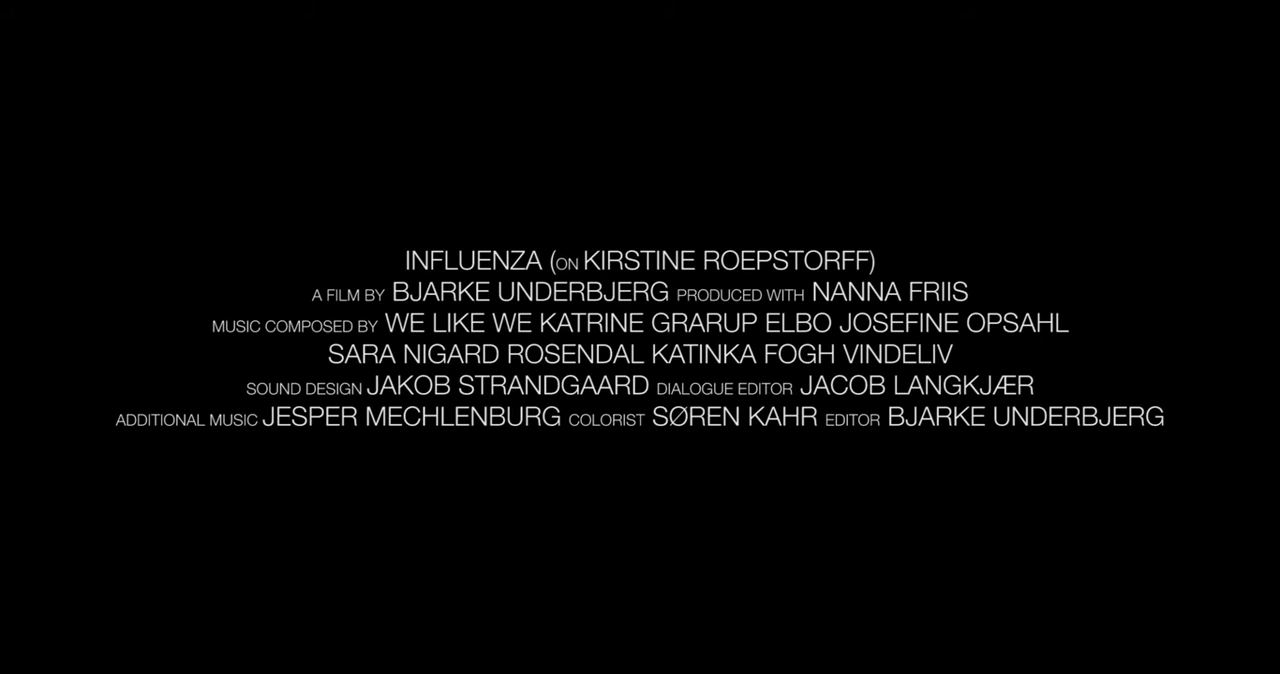 INFLUENZA (ON KIRSTINE ROEPSTORFF)
A FILM BY BJARKE UNDERBJERG PRODUCED WITH NANNA FRIIS
MUSIC COMPOSED BY WE LIKE WE KATRINE GRARUP ELBO JOSEFINE OPSAHL
SARA NIGARD ROSENDAL KATINKA FOGH VINDELIV
SOUND DESIGN JAKOB STRANDGAARD DIALOGUE EDITOR JACOB LANGKJÆR
ADDITIONAL MUSIC JESPER MECHLENBURG COLORIST SØREN KAHR EDITOR BJARKE UNDERBJERG